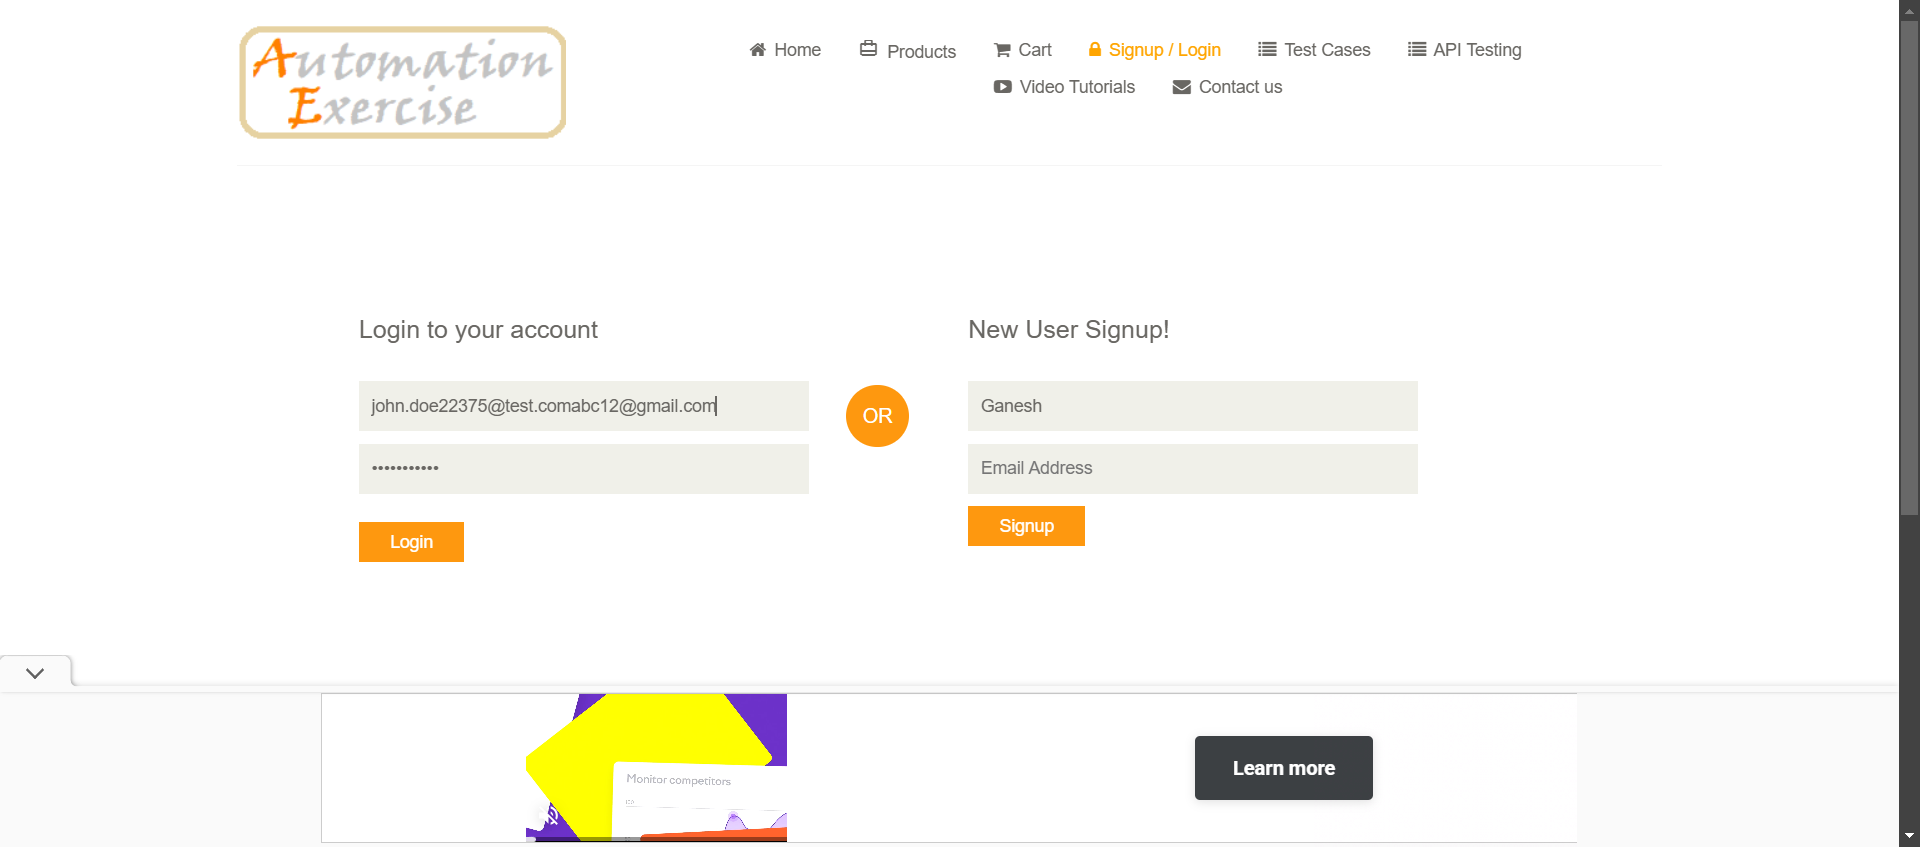 Automation
Exercise
Home
Products
Cart
Signup / Login
Test Cases
API Testing
Video Tutorials
Contact us
Login to your account
john.doe22375@test.comabc12@gmail.com
•••••••••••
Login
OR
New User Signup!
Ganesh
Email Address
Signup
Monitor competitors
Learn more